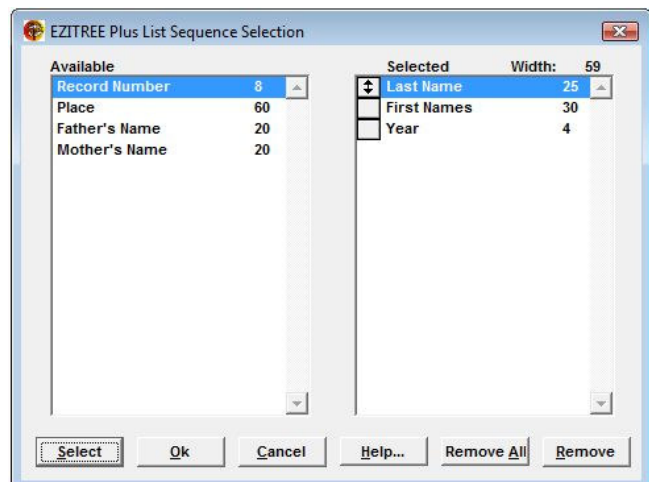 EZITREE Plus List Sequence Selection
Available
Record Number 8
Place 60
Father's Name 20
Mother's Name 20
Selected Width: 59
Last Name 25
First Names 30
Year 4
Select Ok Cancel Help... Remove All Remove